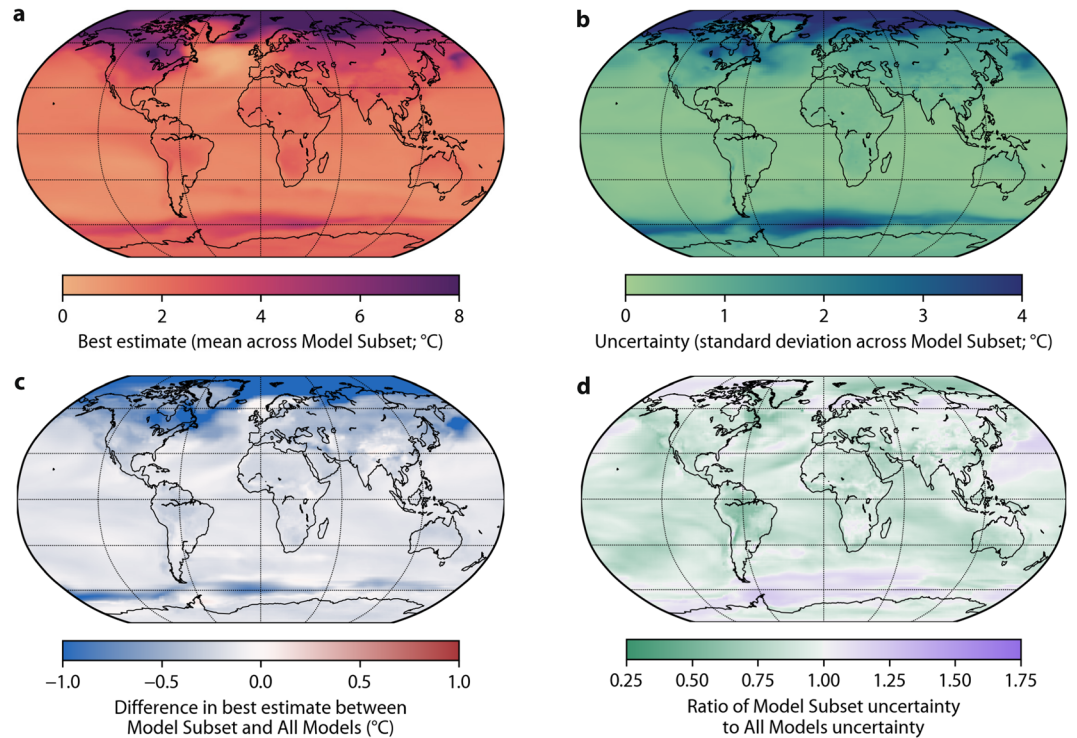 a
b
0 2 4 6 8
Best estimate (mean across Model Subset; °C)
0 1 2 3 4
Uncertainty (standard deviation across Model Subset; °C)
c
d
−1.0 −0.5 0.0 0.5 1.0
Difference in best estimate between
Model Subset and All Models (°C)
0.25 0.50 0.75 1.00 1.25 1.50 1.75
Ratio of Model Subset uncertainty
to All Models uncertainty